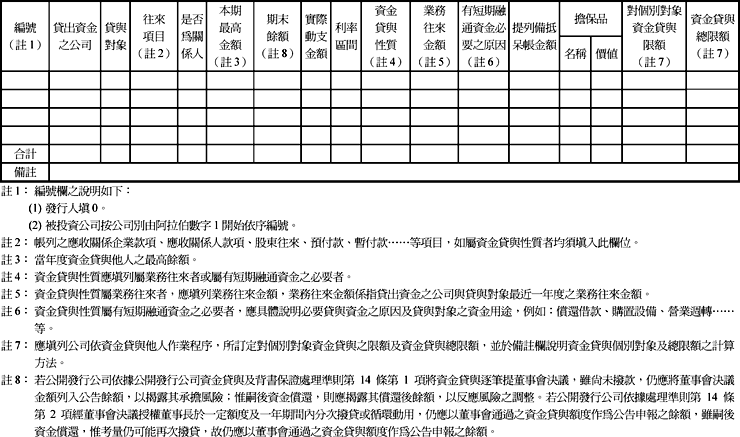 編號
(註1)
貸出資金
之公司
貸與
對象
往來
項目
(註2)
是否
為關
係人
本期
最高
金額
(註3)
期末
餘額
(註8)
實際
動支
金額
利率
區間
資金
貸與
性質
(註4)
業務
往來
金額
(註5)
有短期融
通資金必
要之原因
(註6)
提列備抵
呆帳金額
擔保品
名稱
價值
對個別對象
資金貸與
限額
(註7)
資金貸與
總限額
(註7)
合計
備註
註1：編號欄之說明如下：
(1) 發行人填0。
(2) 被投資公司按公司別由阿拉伯數字1開始依序編號。
註2：帳列之應收關係企業款項、應收關係人款項、股東往來、預付款、暫付款……等項目，如屬資金貸與性質者均須填入此欄位。
註3：當年度資金貸與他人之最高餘額。
註4：資金貸與性質應填列屬業務往來者或屬有短期融通資金之必要者。
註5：資金貸與性質屬業務往來者，應填列業務往來金額，業務往來金額係指貸出資金之公司與貸與對象最近一年度之業務往來金額。
註6：資金貸與性質屬有短期融通資金之必要者，應具體說明必要貸與資金之原因及貸與對象之資金用途，例如：償還借款、購置設備、營業週轉……
等。
註7：應填列公司依資金貸與他人作業程序，所訂定對個別對象資金貸與之限額及資金貸與總限額，並於備註欄說明資金貸與個別對象及總限額之計算
方法。
註8：若公開發行公司依據公開發行公司資金貸與及背書保證處理準則第14條第1項將資金貸與逐筆提董事會決議，雖尚未撥款，仍應將董事會決議
金額列入公告餘額，以揭露其承擔風險；惟嗣後資金償還，則應揭露其償還後餘額，以反應風險之調整。若公開發行公司依據處理準則第14條
第2項經董事會決議授權董事長於一定額度及一年期間內分次撥貸或循環動用，仍應以董事會通過之資金貸與額度作為公告申報之餘額，雖嗣後
資金償還，惟考量仍可能再次撥貸，故仍應以董事會通過之資金貸與額度作為公告申報之餘額。